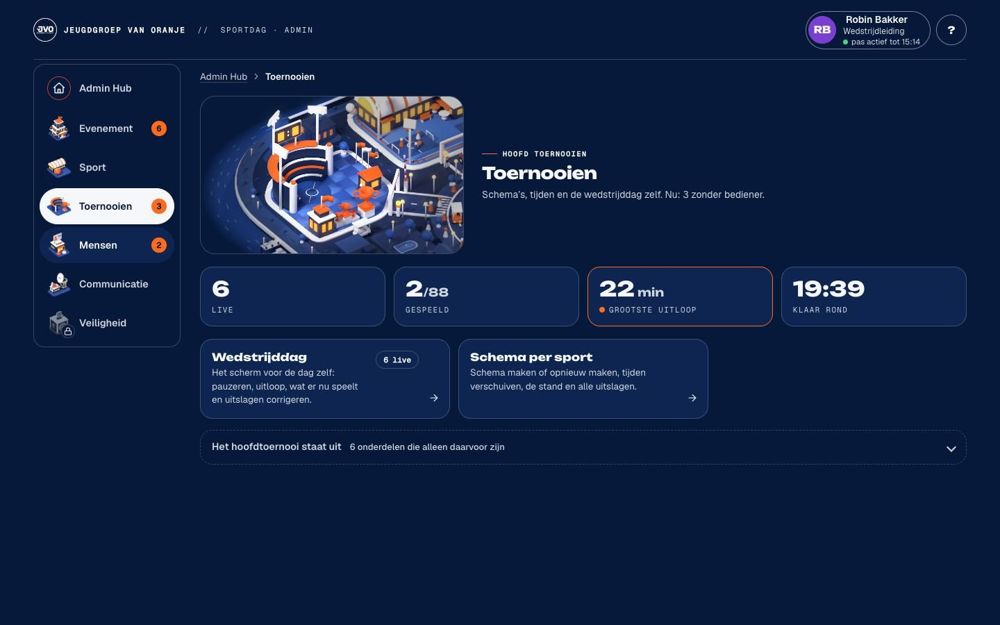 JVO JEUGDGROEP VAN ORANJE // SPORTDAG · ADMIN
RB
Robin Bakker
Wedstrijdleiding
pas actief tot 15:14
?
Admin Hub
Evenement 6
Sport
Toernooien 3
Mensen 2
Communicatie
Veiligheid
Admin Hub > Toernooien
HOOFD TOERNOOIEN
Toernooien
Schema's, tijden en de wedstrijddag zelf. Nu: 3 zonder bediener.
6
LIVE
2/88
GESPEELD
22 min
GROOTSTE UITLOOP
19:39
KLAAR ROND
Wedstrijddag
6 live
Het scherm voor de dag zelf:
pauzeren, uitloop, wat er nu speelt
en uitslagen corrigeren.
→
Schema per sport
Schema maken of opnieuw maken, tijden
verschuiven, de stand en alle uitslagen.
→
Het hoofdtoernooi staat uit 6 onderdelen die alleen daarvoor zijn